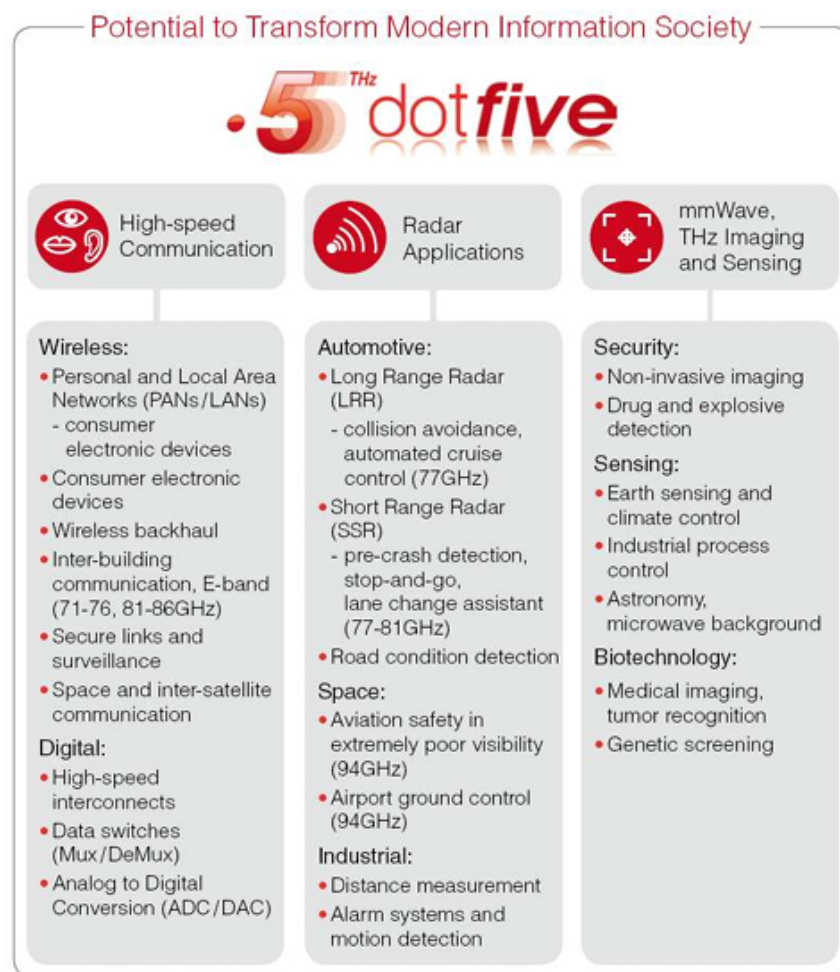 Potential to Transform Modern Information Society
.5 THz dotfive
High-speed
Communication
Wireless:
• Personal and Local Area
Networks (PANs/LANs)
- consumer
electronic devices
• Consumer electronic
devices
• Wireless backhaul
• Inter-building
communication, E-band
(71-76, 81-86GHz)
• Secure links and
surveillance
• Space and inter-satellite
communication
Digital:
• High-speed
interconnects
• Data switches
(Mux/DeMux)
• Analog to Digital
Conversion (ADC/DAC)
Radar
Applications
Automotive:
• Long Range Radar
(LRR)
- collision avoidance,
automated cruise
control (77GHz)
• Short Range Radar
(SSR)
- pre-crash detection,
stop-and-go,
lane change assistant
(77-81GHz)
• Road condition detection
Space:
• Aviation safety in
extremely poor visibility
(94GHz)
• Airport ground control
(94GHz)
Industrial:
• Distance measurement
• Alarm systems and
motion detection
mmWave,
THz Imaging
and Sensing
Security:
• Non-invasive imaging
• Drug and explosive
detection
Sensing:
• Earth sensing and
climate control
• Industrial process
control
• Astronomy,
microwave background
Biotechnology:
• Medical imaging,
tumor recognition
• Genetic screening